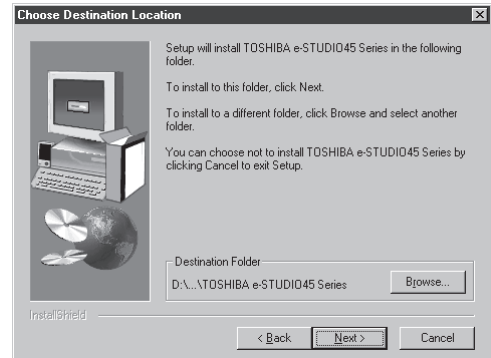 Choose Destination Location
Setup will install TOSHIBA e-STUDIO45 Series in the following
folder.
To install to this folder, click Next.
To install to a different folder, click Browse and select another
folder.
You can choose not to install TOSHIBA e-STUDIO45 Series by
clicking Cancel to exit Setup.
Destination Folder
D:\...\TOSHIBA e-STUDIO45 Series
Browse...
InstallShield
< Back
Next >
Cancel